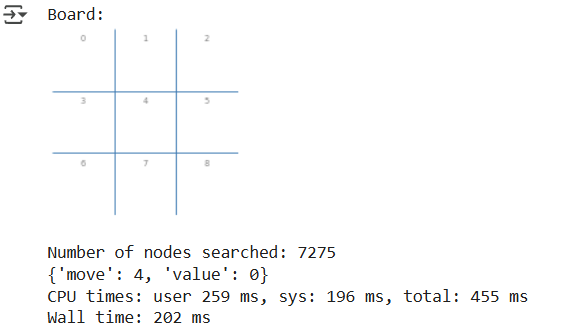 Board:
0 1 2
3 4 5
6 7 8
Number of nodes searched: 7275
{'move': 4, 'value': 0}
CPU times: user 259 ms, sys: 196 ms, total: 455 ms
Wall time: 202 ms